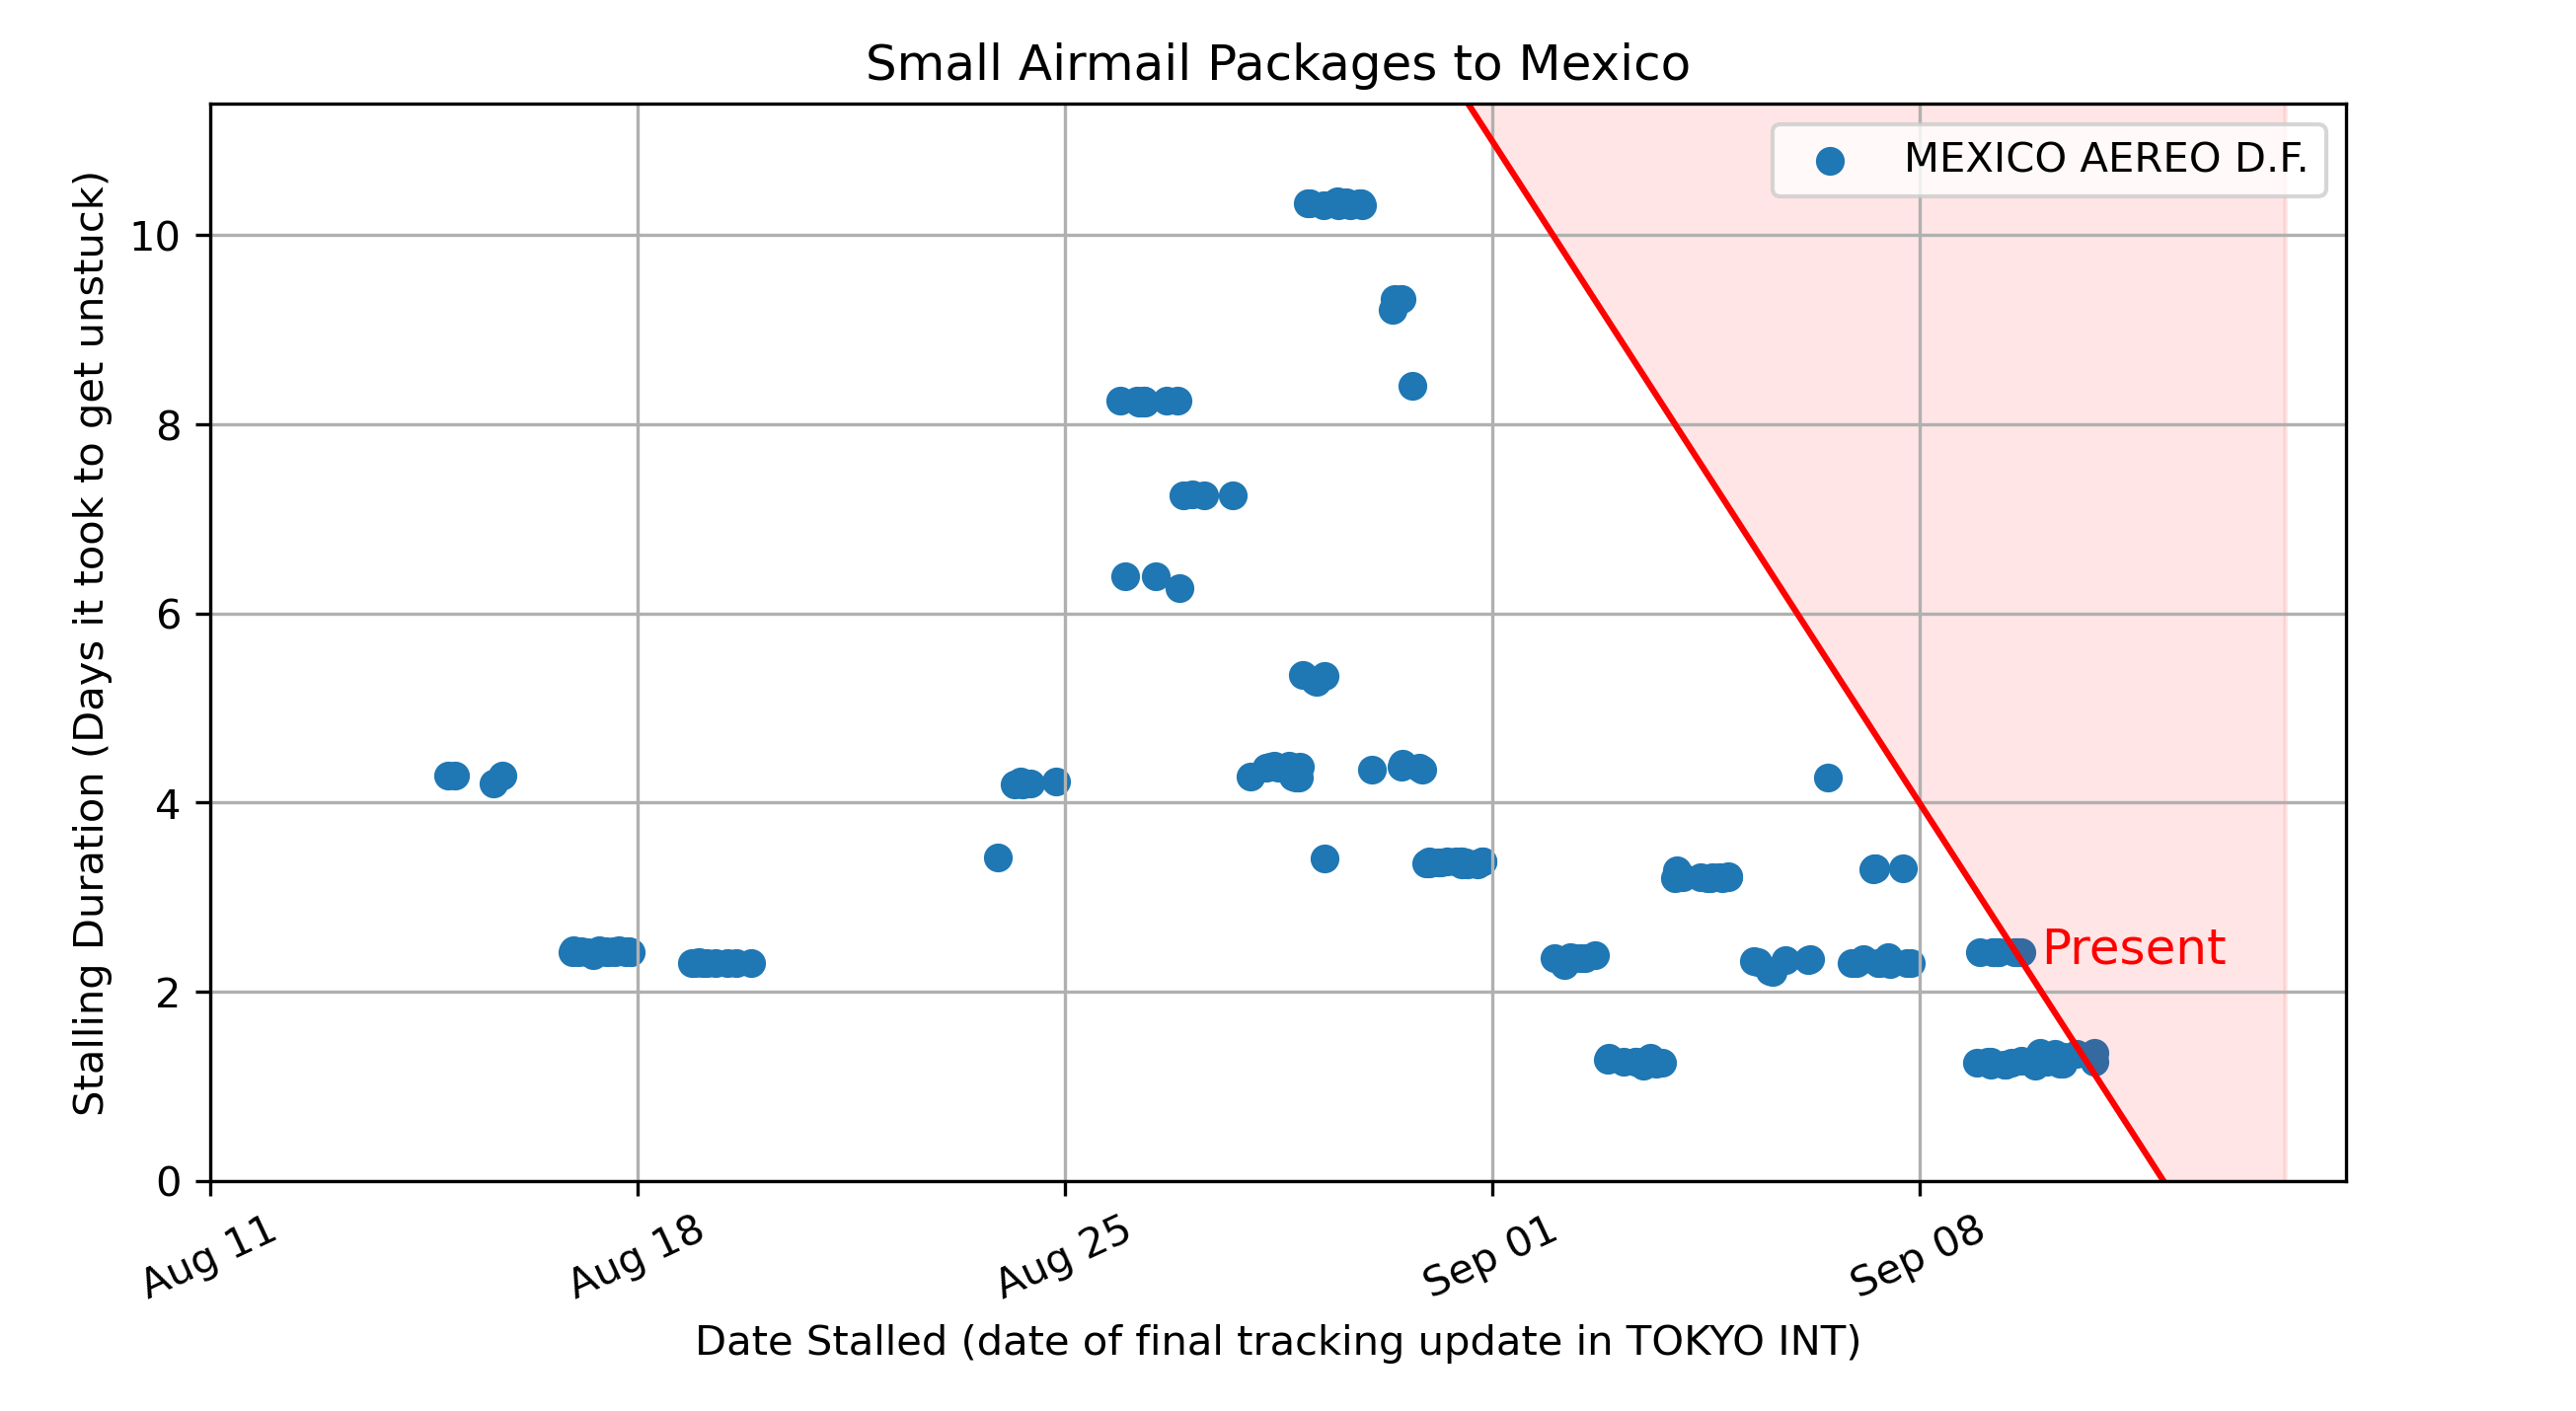 Small Airmail Packages to Mexico
MEXICO AEREO D.F.
Stalling Duration (Days it took to get unstuck)
10
8
6
4
2
0
Present
Aug 11
Aug 18
Aug 25
Sep 01
Sep 08
Date Stalled (date of final tracking update in TOKYO INT)